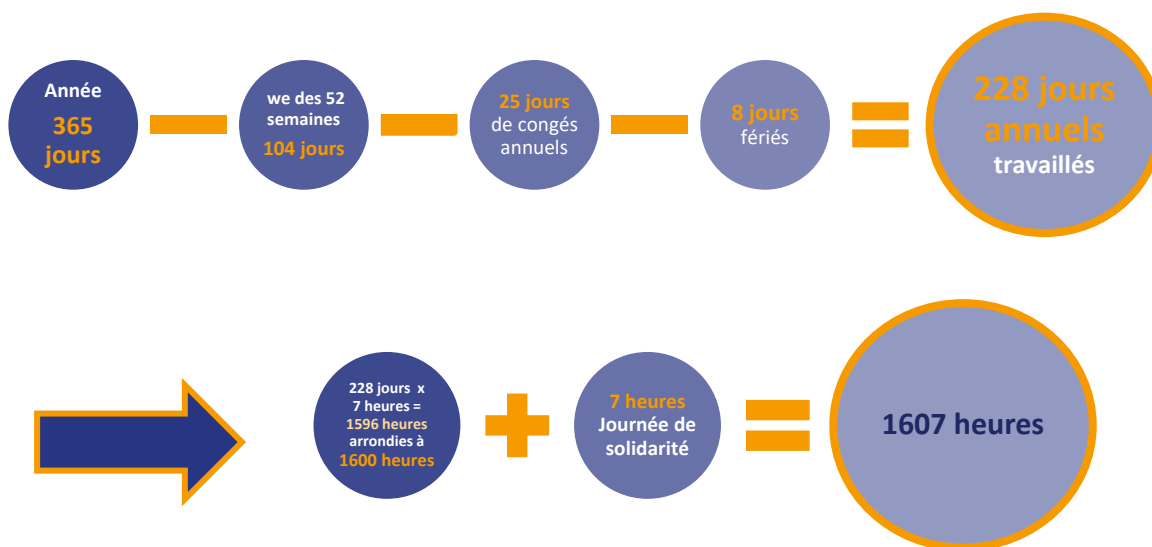 Année
365
jours
we des 52
semaines
104 jours
25 jours
de congés
annuels
8 jours
fériés
228 jours
annuels
travaillés
228 jours x
7 heures =
1596 heures
arrondies à
1600 heures
7 heures
Journée de
solidarité
1607 heures